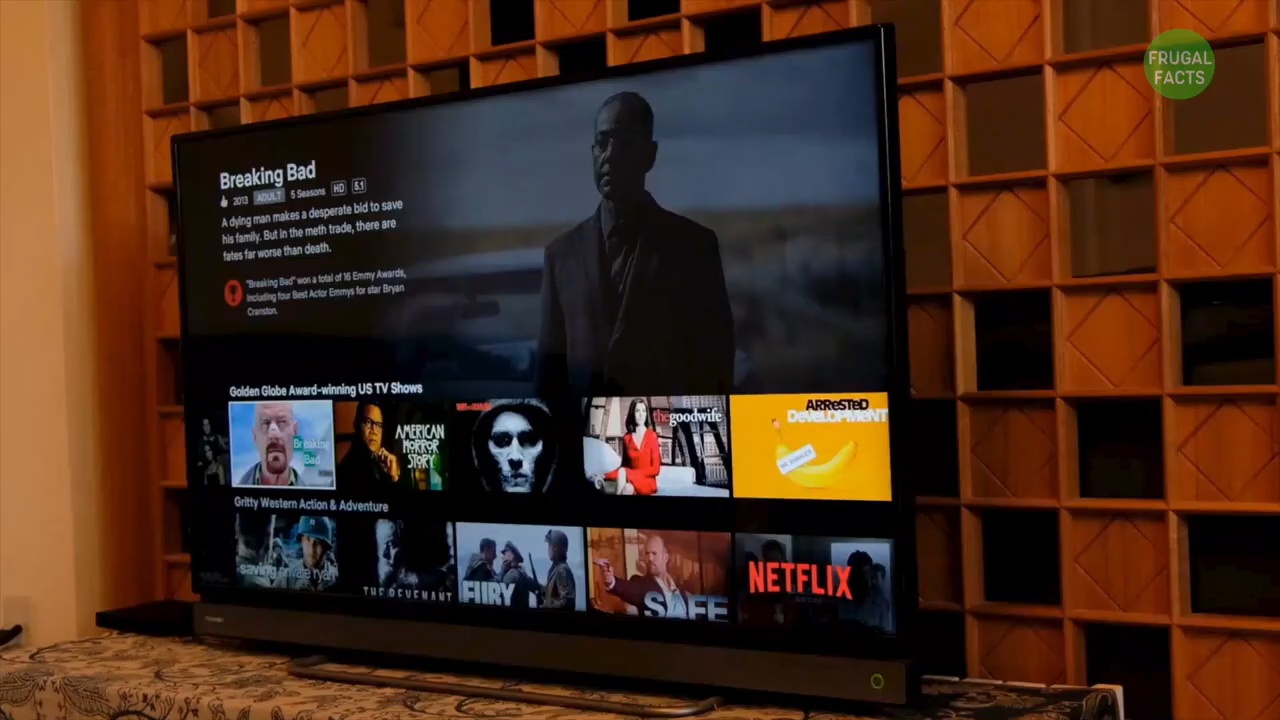 FRUGAL
FACTS
Breaking Bad
2013 ADULT 5 Seasons HD 5.1
A dying man makes a desperate bid to save
his family. But in the meth trade, there are
fates far worse than death.
"Breaking Bad" won a total of 16 Emmy Awards,
including four Best Actor Emmys for star Bryan
Cranston.
Golden Globe Award-winning US TV Shows
Breaking
Bad
AMERICAN
HORROR
STORY
thegoodwife
ARRESTED
DEVELOPMENT
Gritty Western Action & Adventure
saving private ryan
THE REVENANT
FURY
SAFE
NETFLIX
TOSHIBA